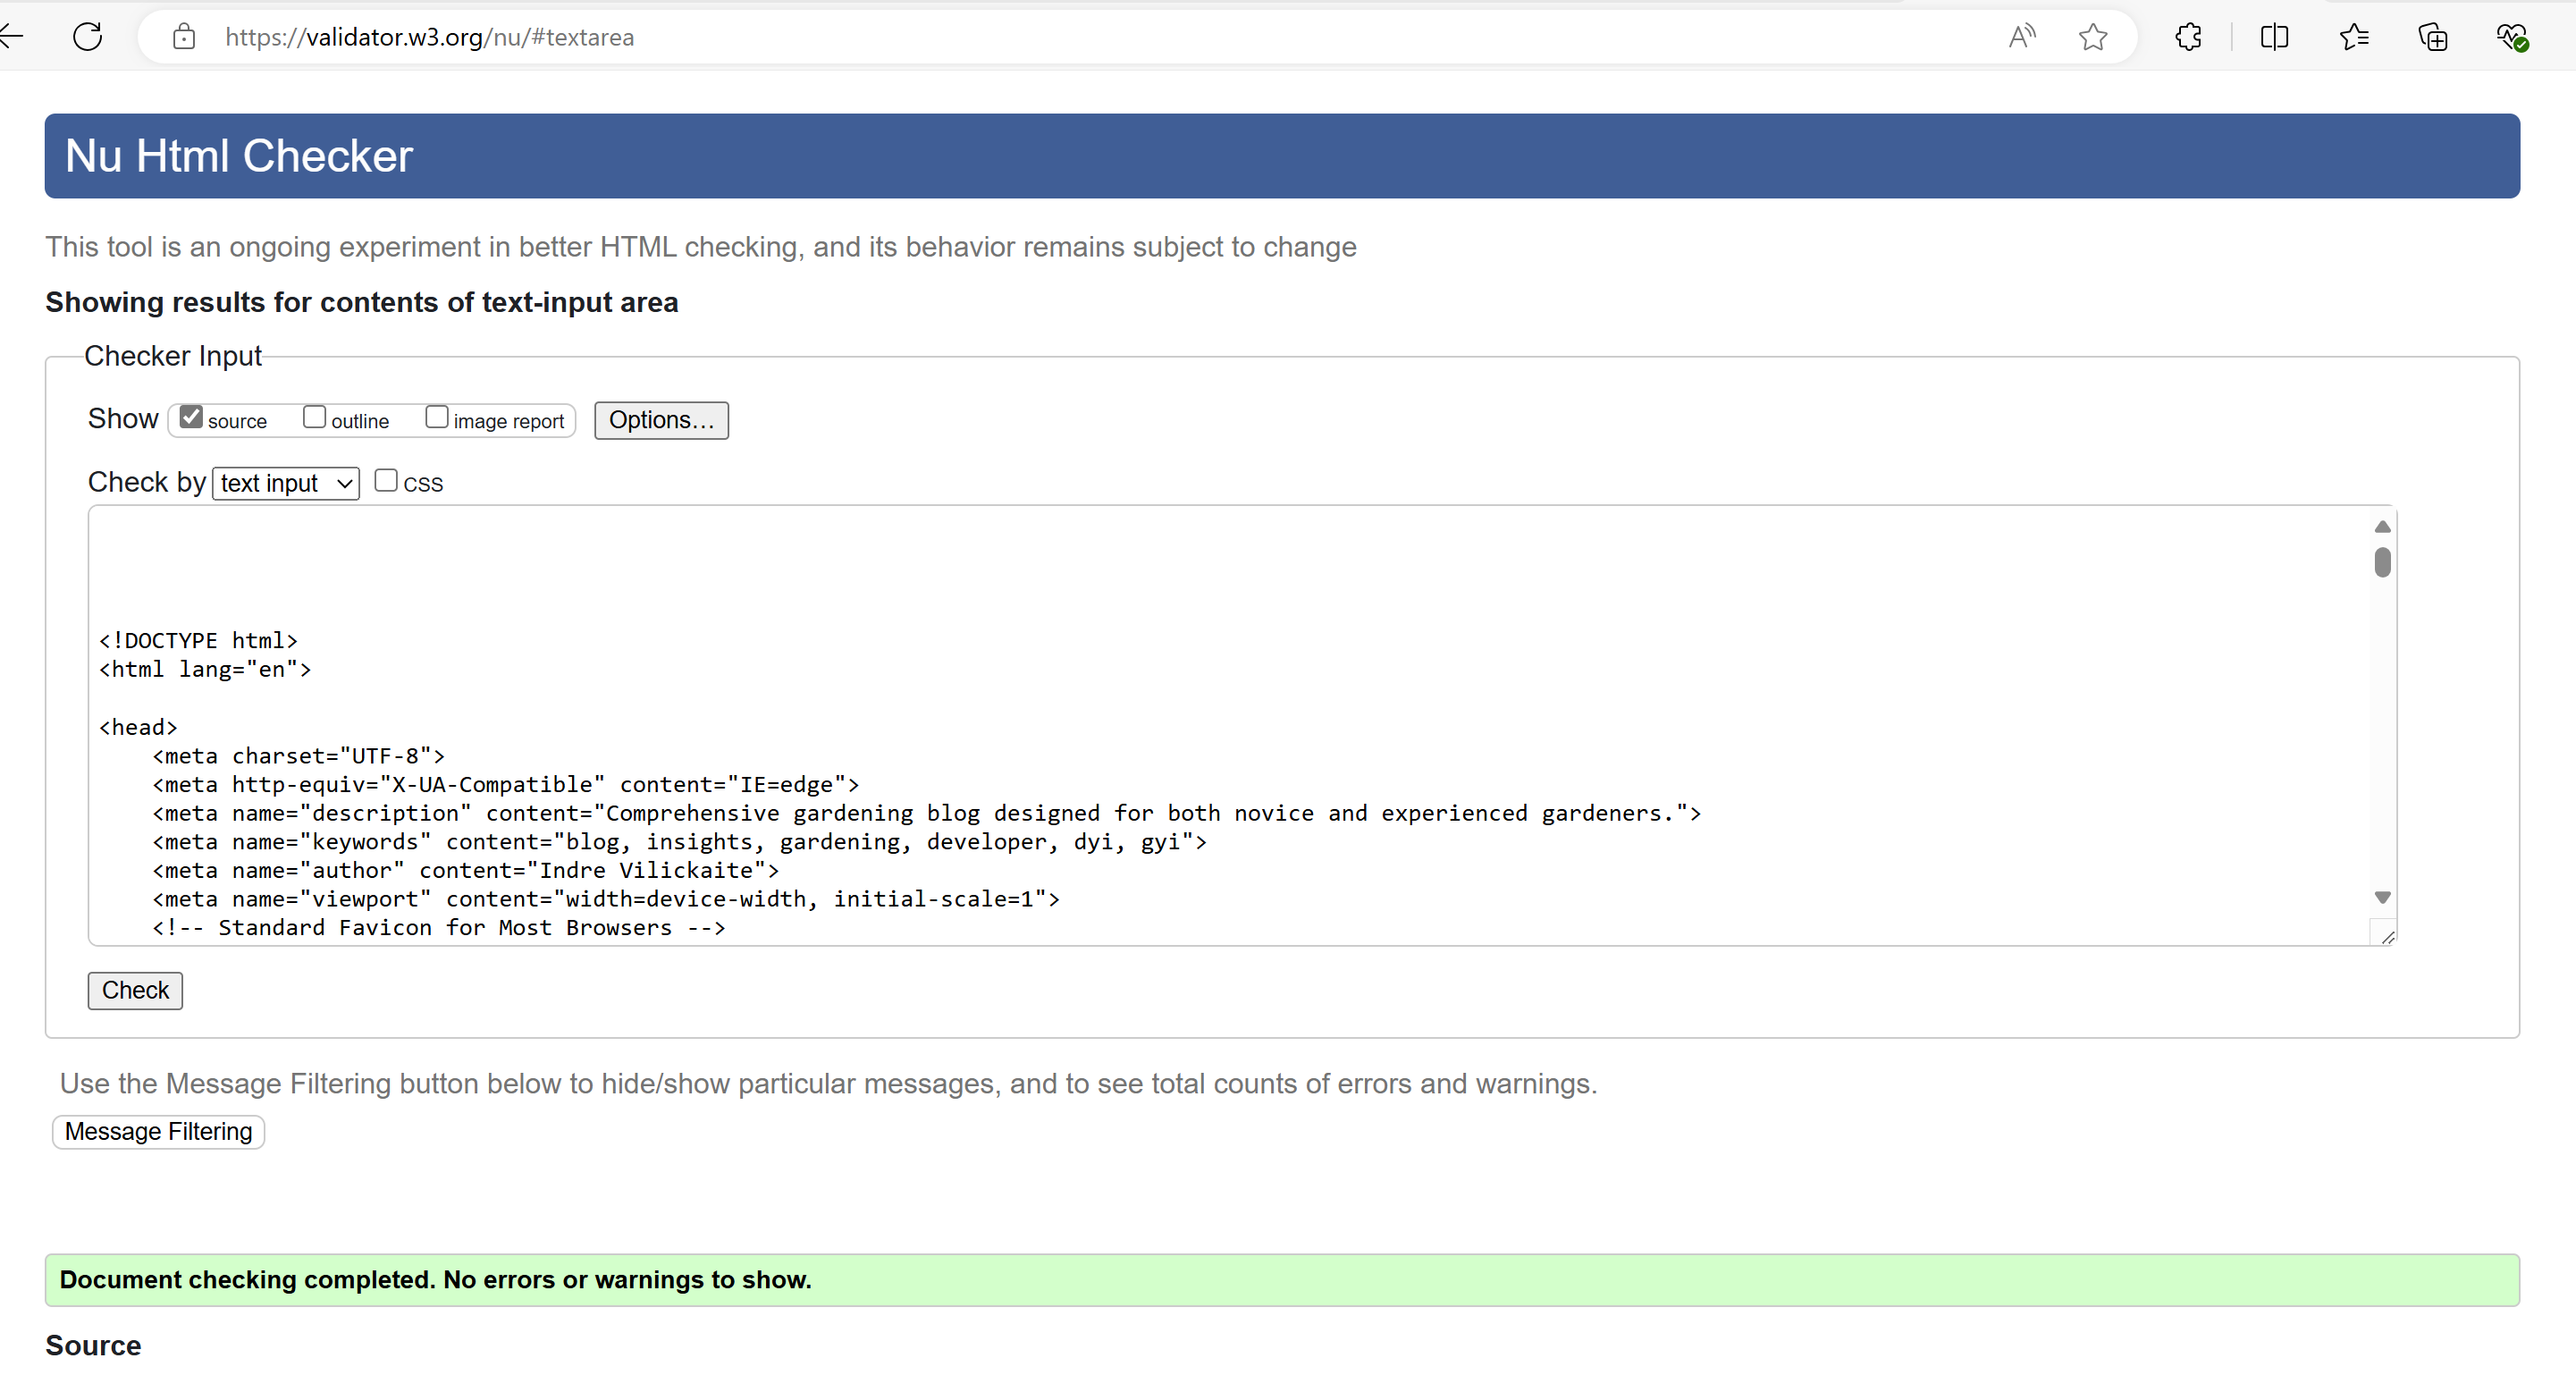 https://validator.w3.org/nu/#textarea
Nu Html Checker
This tool is an ongoing experiment in better HTML checking, and its behavior remains subject to change
Showing results for contents of text-input area
Checker Input
Show source outline image report Options...
Check by text input CSS
<!DOCTYPE html>
<html lang="en">
<head>
<meta charset="UTF-8">
<meta http-equiv="X-UA-Compatible" content="IE=edge">
<meta name="description" content="Comprehensive gardening blog designed for both novice and experienced gardeners.">
<meta name="keywords" content="blog, insights, gardening, developer, dyi, gyi">
<meta name="author" content="Indre Vilickaite">
<meta name="viewport" content="width=device-width, initial-scale=1">
<!-- Standard Favicon for Most Browsers -->
Check
Use the Message Filtering button below to hide/show particular messages, and to see total counts of errors and warnings.
Message Filtering
Document checking completed. No errors or warnings to show.
Source